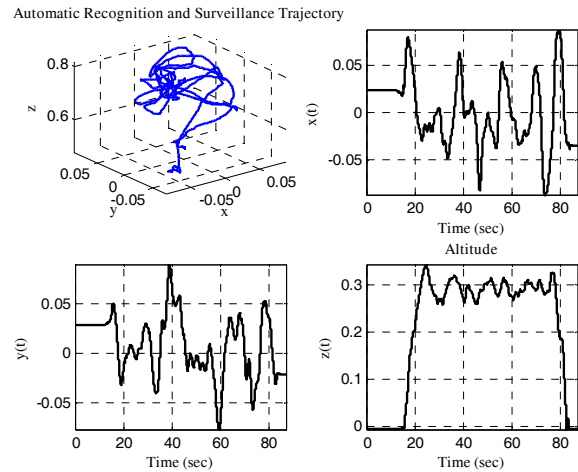 Automatic Recognition and Surveillance Trajectory
0.8
0.6
z
0.05
0
-0.05
y
-0.05
0
0.05
x
0.05
0
-0.05
x(t)
0 20 40 60 80
Time (sec)
0.05
0
-0.05
y(t)
0 20 40 60 80
Time (sec)
Altitude
0.3
0.2
0.1
0
z(t)
0 20 40 60 80
Time (sec)